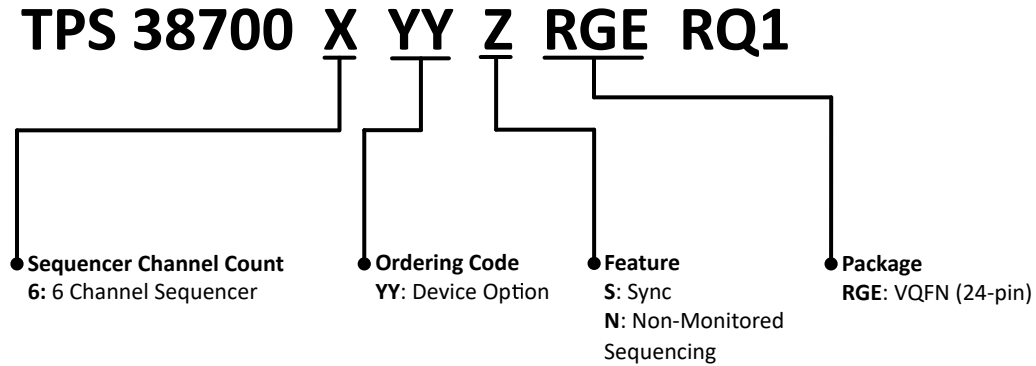 TPS 38700 X YY Z RGE RQ1
Sequencer Channel Count
6: 6 Channel Sequencer
Ordering Code
YY: Device Option
Feature
S: Sync
N: Non-Monitored
Sequencing
Package
RGE: VQFN (24-pin)